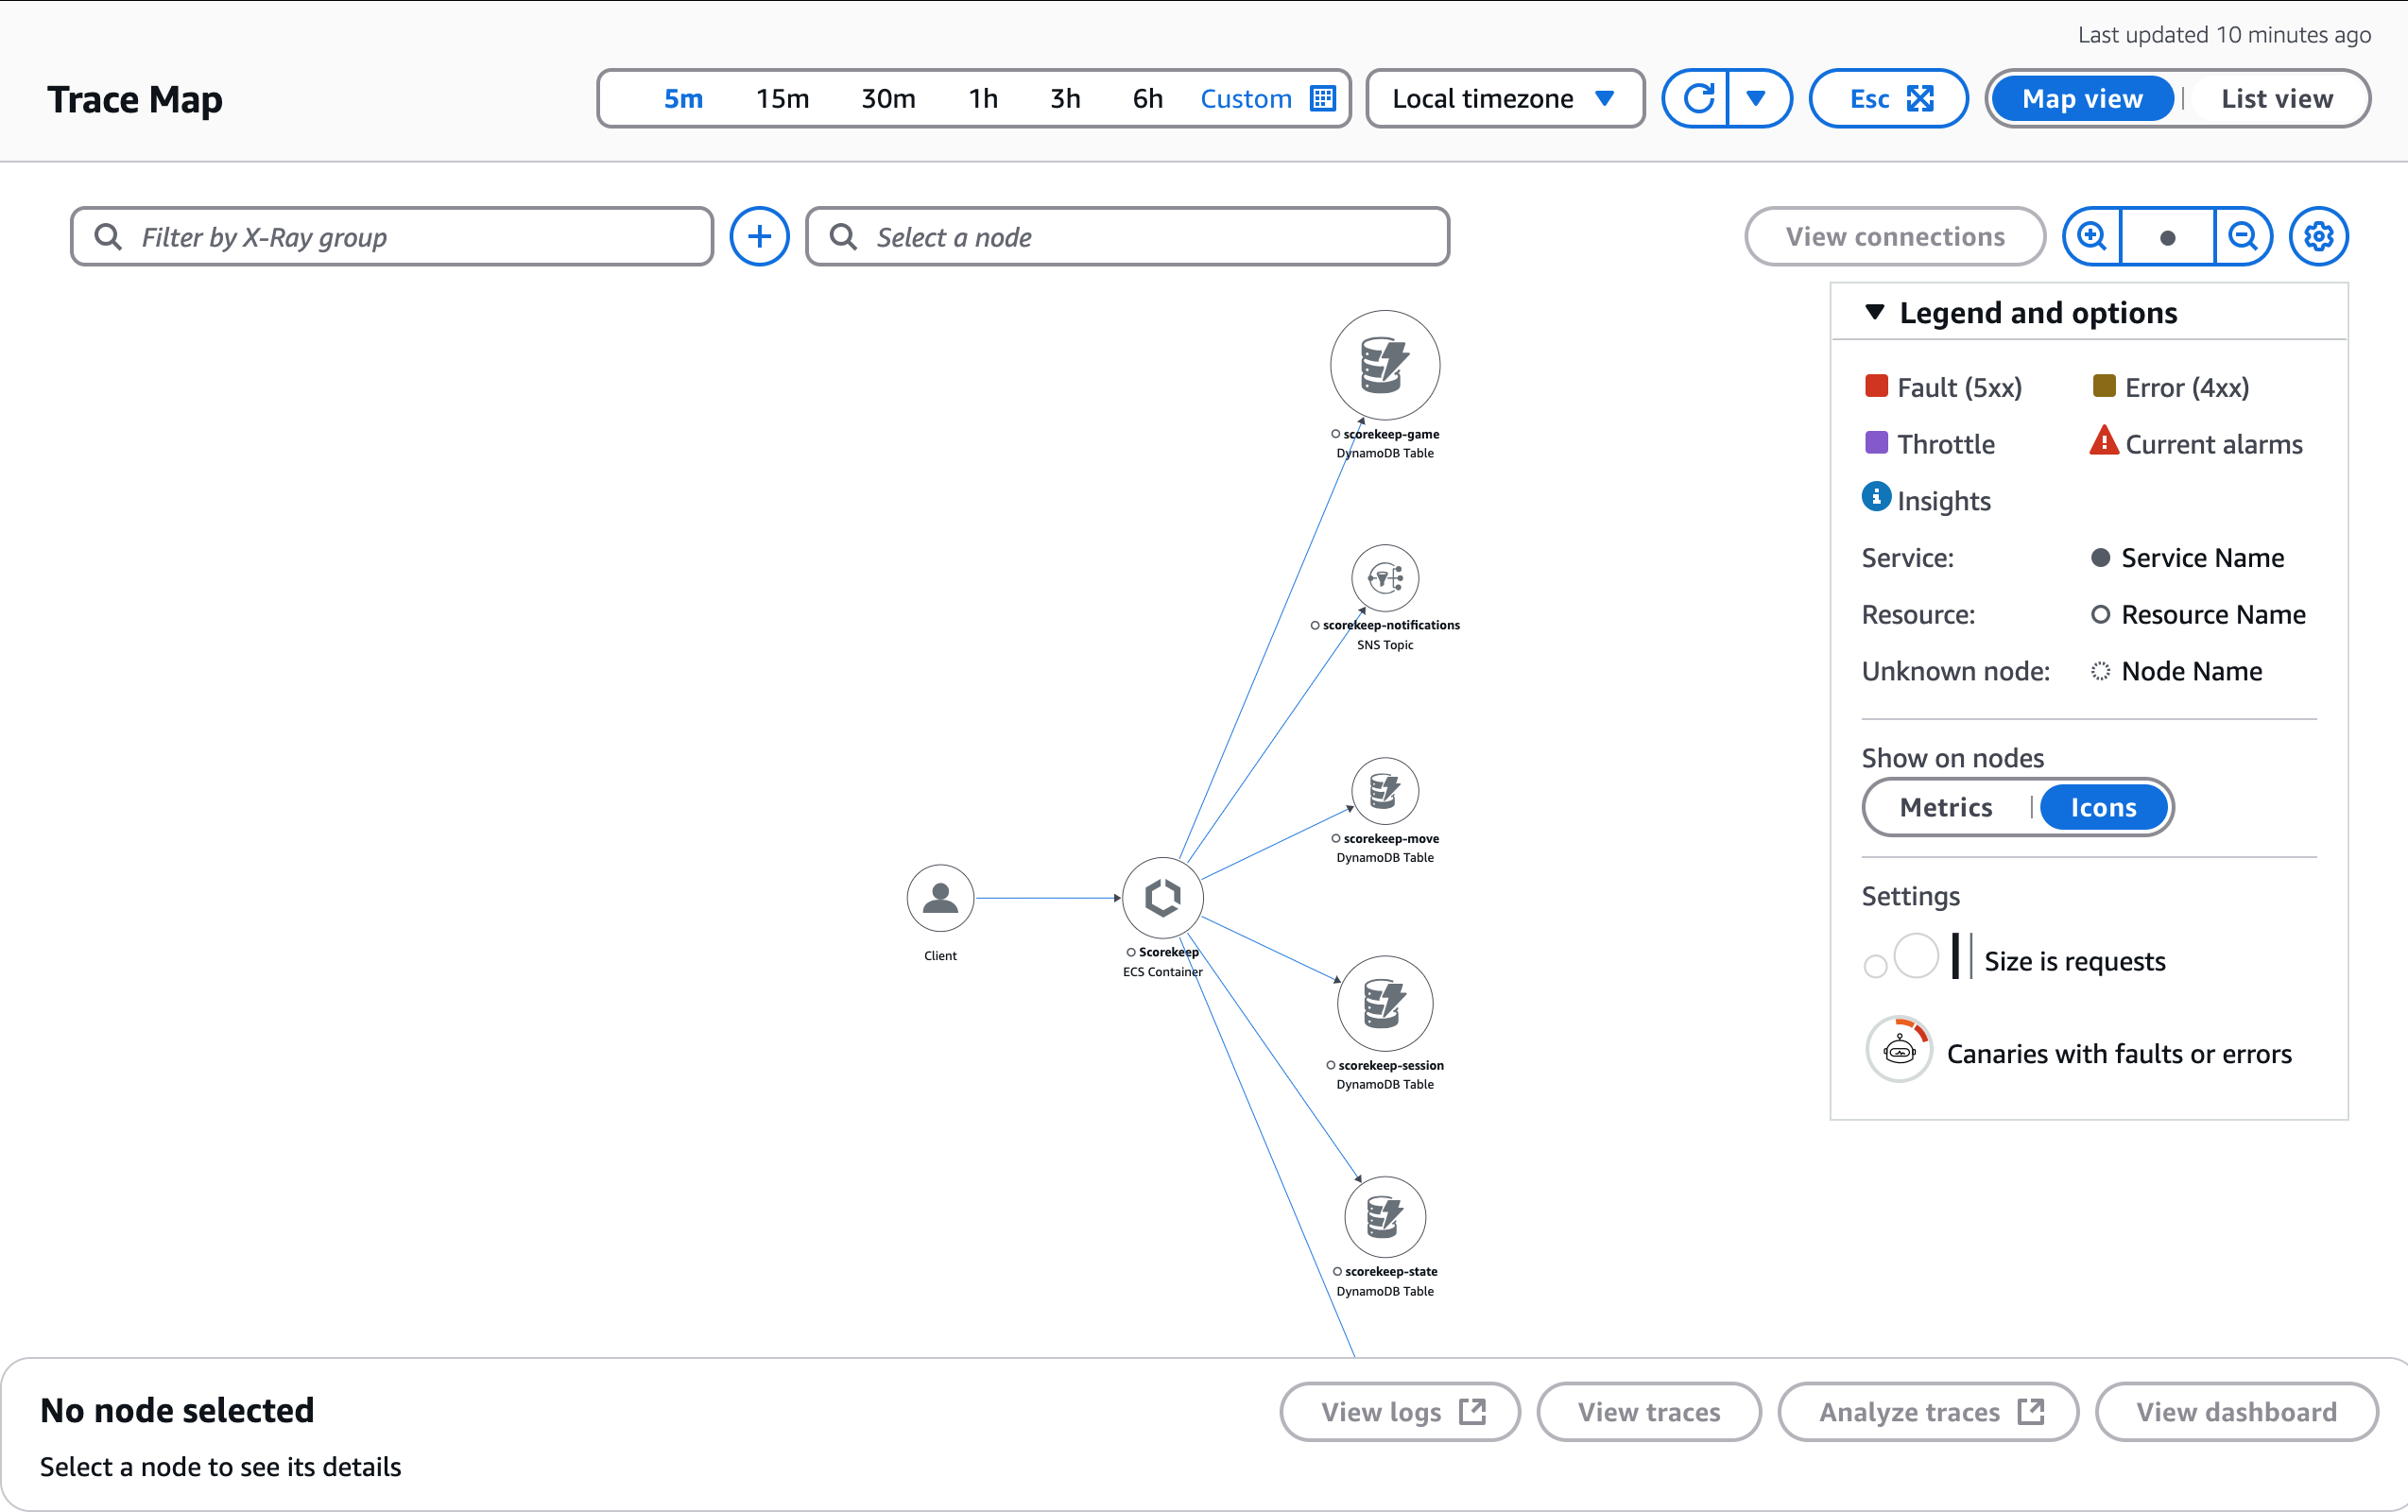 Last updated 10 minutes ago
Trace Map
5m 15m 30m 1h 3h 6h Custom
Local timezone
Esc
Map view | List view
Filter by X-Ray group
Select a node
View connections
Legend and options
Fault (5xx)
Error (4xx)
Throttle
Current alarms
Insights
Service: Service Name
Resource: Resource Name
Unknown node: Node Name
Show on nodes
Metrics | Icons
Settings
Size is requests
Canaries with faults or errors
scorekeep-game
DynamoDB Table
scorekeep-notifications
SNS Topic
scorekeep-move
DynamoDB Table
Client
Scorekeep
ECS Container
scorekeep-session
DynamoDB Table
scorekeep-state
DynamoDB Table
No node selected
Select a node to see its details
View logs
View traces
Analyze traces
View dashboard